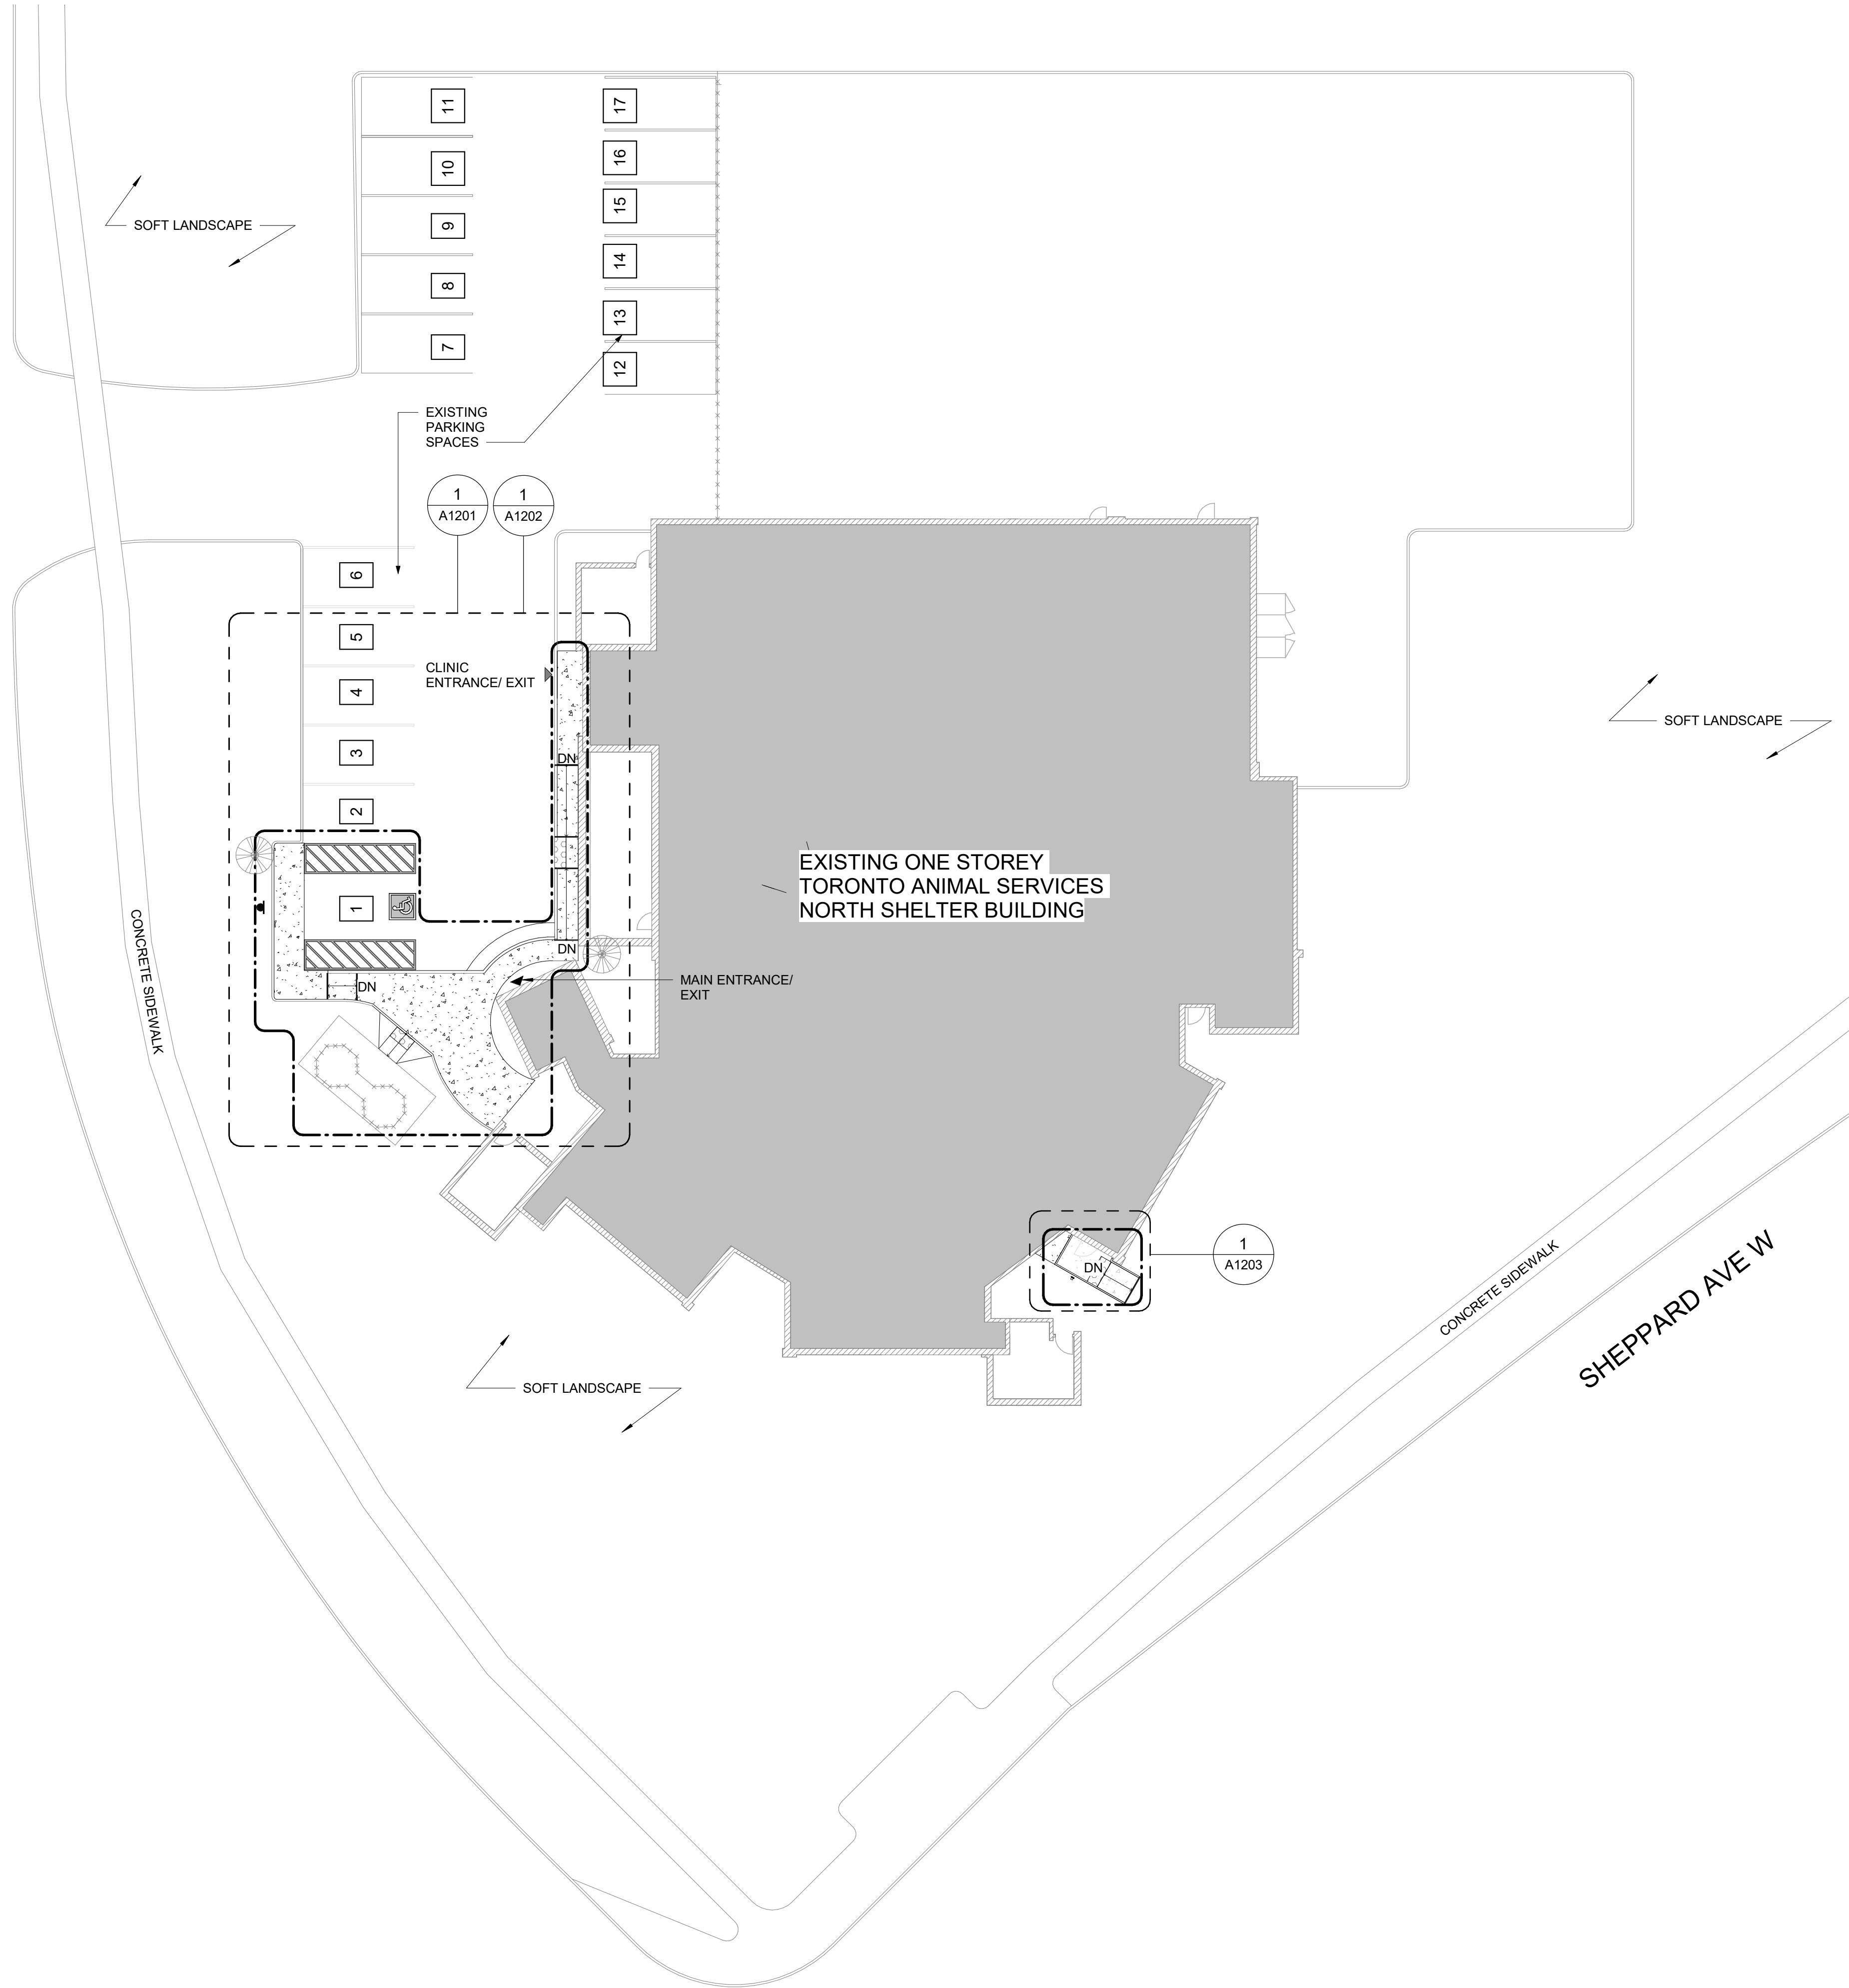 11
17
10
16
9
15
8
14
7
13
12
SOFT LANDSCAPE
EXISTING
PARKING
SPACES
1
A1201
1
A1202
6
5
4
3
2
1
CLINIC
ENTRANCE/ EXIT
DN
DN
DN
SOFT LANDSCAPE
EXISTING ONE STOREY
TORONTO ANIMAL SERVICES
NORTH SHELTER BUILDING
MAIN ENTRANCE/
EXIT
CONCRETE SIDEWALK
DN
1
A1203
CONCRETE SIDEWALK
SHEPPARD AVE W
SOFT LANDSCAPE